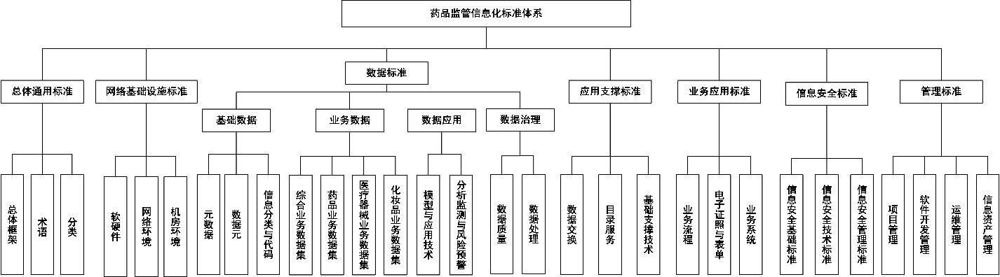 药品监管信息化标准体系
数据标准
总体通用标准
网络基础设施标准
应用支撑标准
业务应用标准
信息安全标准
管理标准
基础数据
业务数据
数据应用
数据治理
总体框架
术语
分类
软硬件
网络环境
机房环境
元数据
数据元
信息分类与代码
综合业务数据集
药品业务数据集
医疗器械业务数据集
化妆品业务数据集
模型与应用技术
分析监测与风险预警
数据质量
数据处理
数据交换
目录服务
基础支撑技术
业务流程
电子证照与表单
业务系统
信息安全基础标准
信息安全技术标准
信息安全管理标准
项目管理
软件开发管理
运维管理
信息资产管理